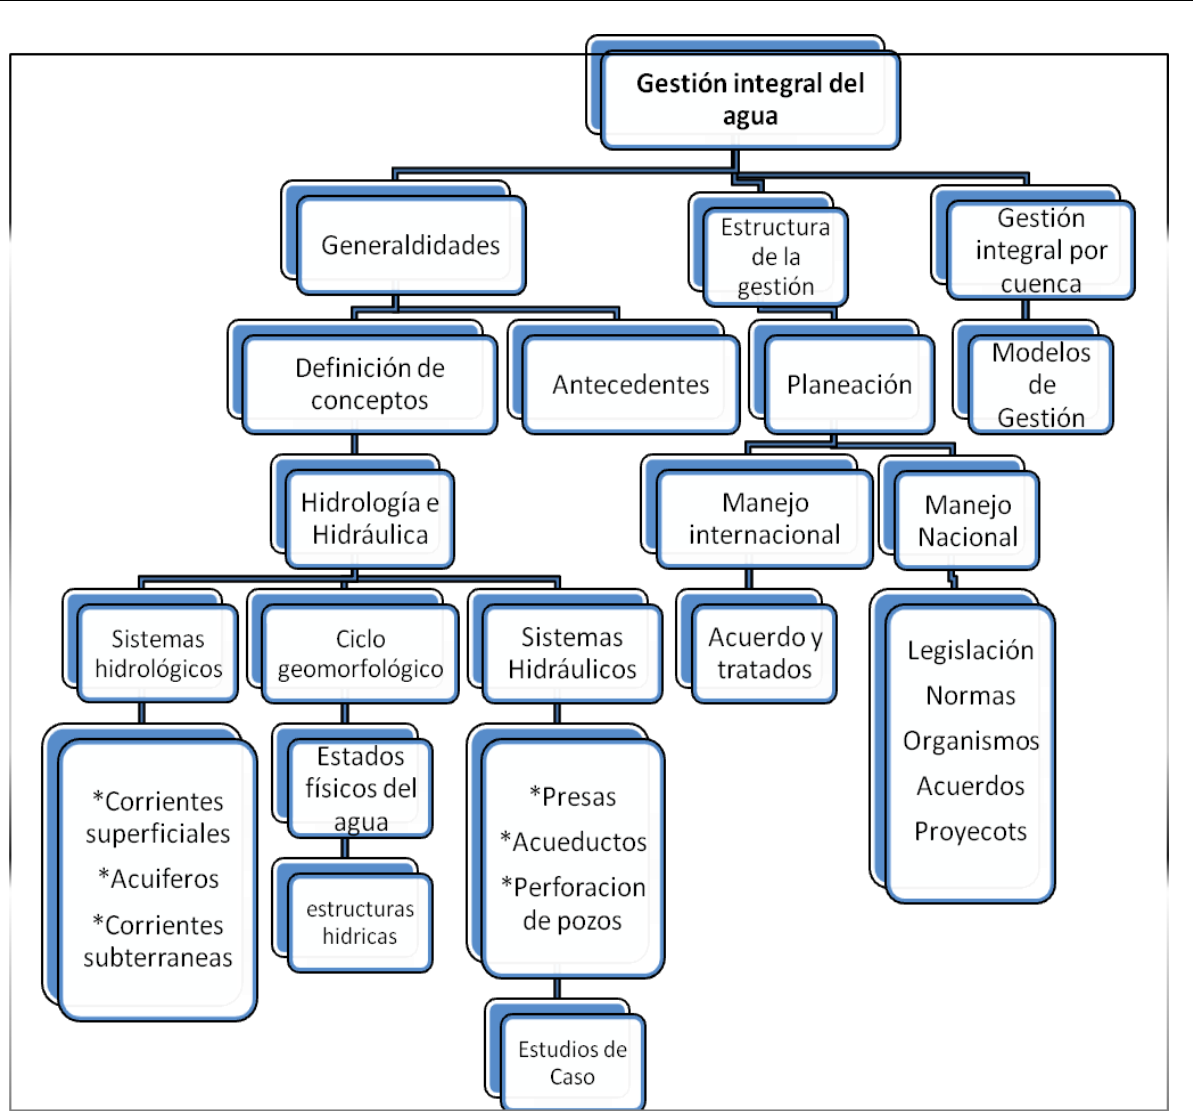 Gestión integral del
agua
Generaldidades
Estructura
de la
gestión
Gestión
integral por
cuenca
Definición de
conceptos
Antecedentes
Planeación
Modelos
de
Gestión
Hidrología e
Hidráulica
Manejo
internacional
Manejo
Nacional
Sistemas
hidrológicos
Ciclo
geomorfológico
Sistemas
Hidráulicos
Acuerdo y
tratados
Legislación
Normas
Organismos
Acuerdos
Proyecots
*Corrientes
superficiales
*Acuiferos
*Corrientes
subterraneas
Estados
físicos del
agua
estructuras
hidricas
*Presas
*Acueductos
*Perforacion
de pozos
Estudios de
Caso